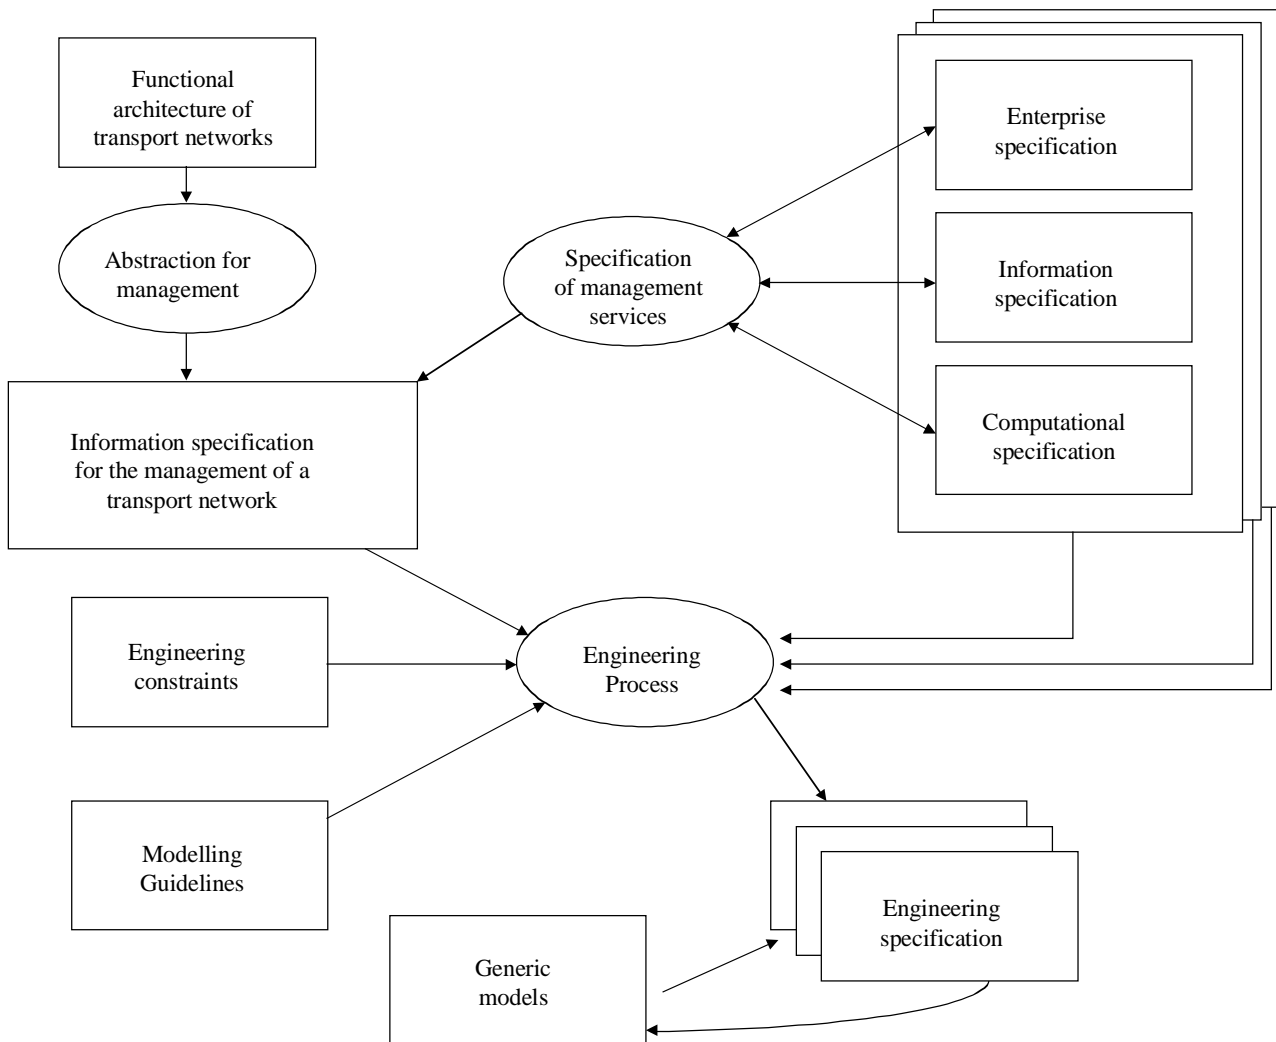 Functional
architecture of
transport networks
Abstraction for
management
Specification
of management
services
Enterprise
specification
Information
specification
Computational
specification
Information specification
for the management of a
transport network
Engineering
constraints
Engineering
Process
Modelling
Guidelines
Engineering
specification
Generic
models